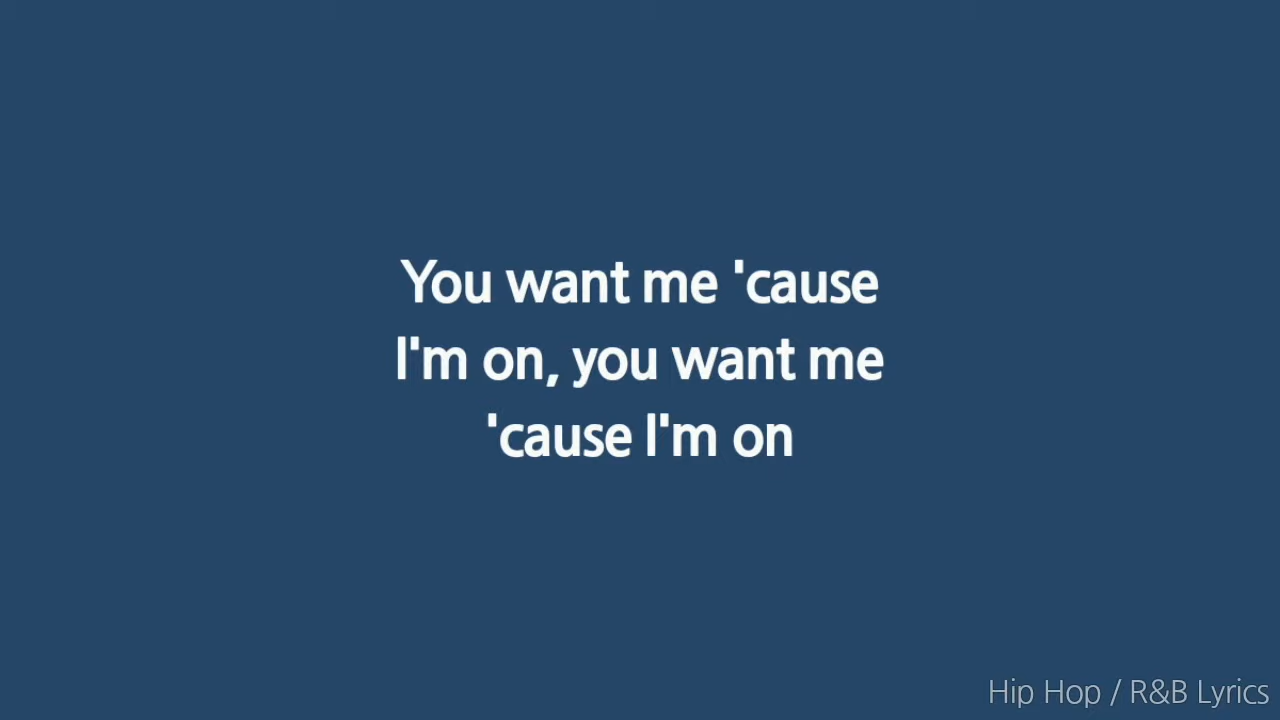 You want me 'cause
I'm on, you want me
'cause I'm on
Hip Hop / R&B Lyrics